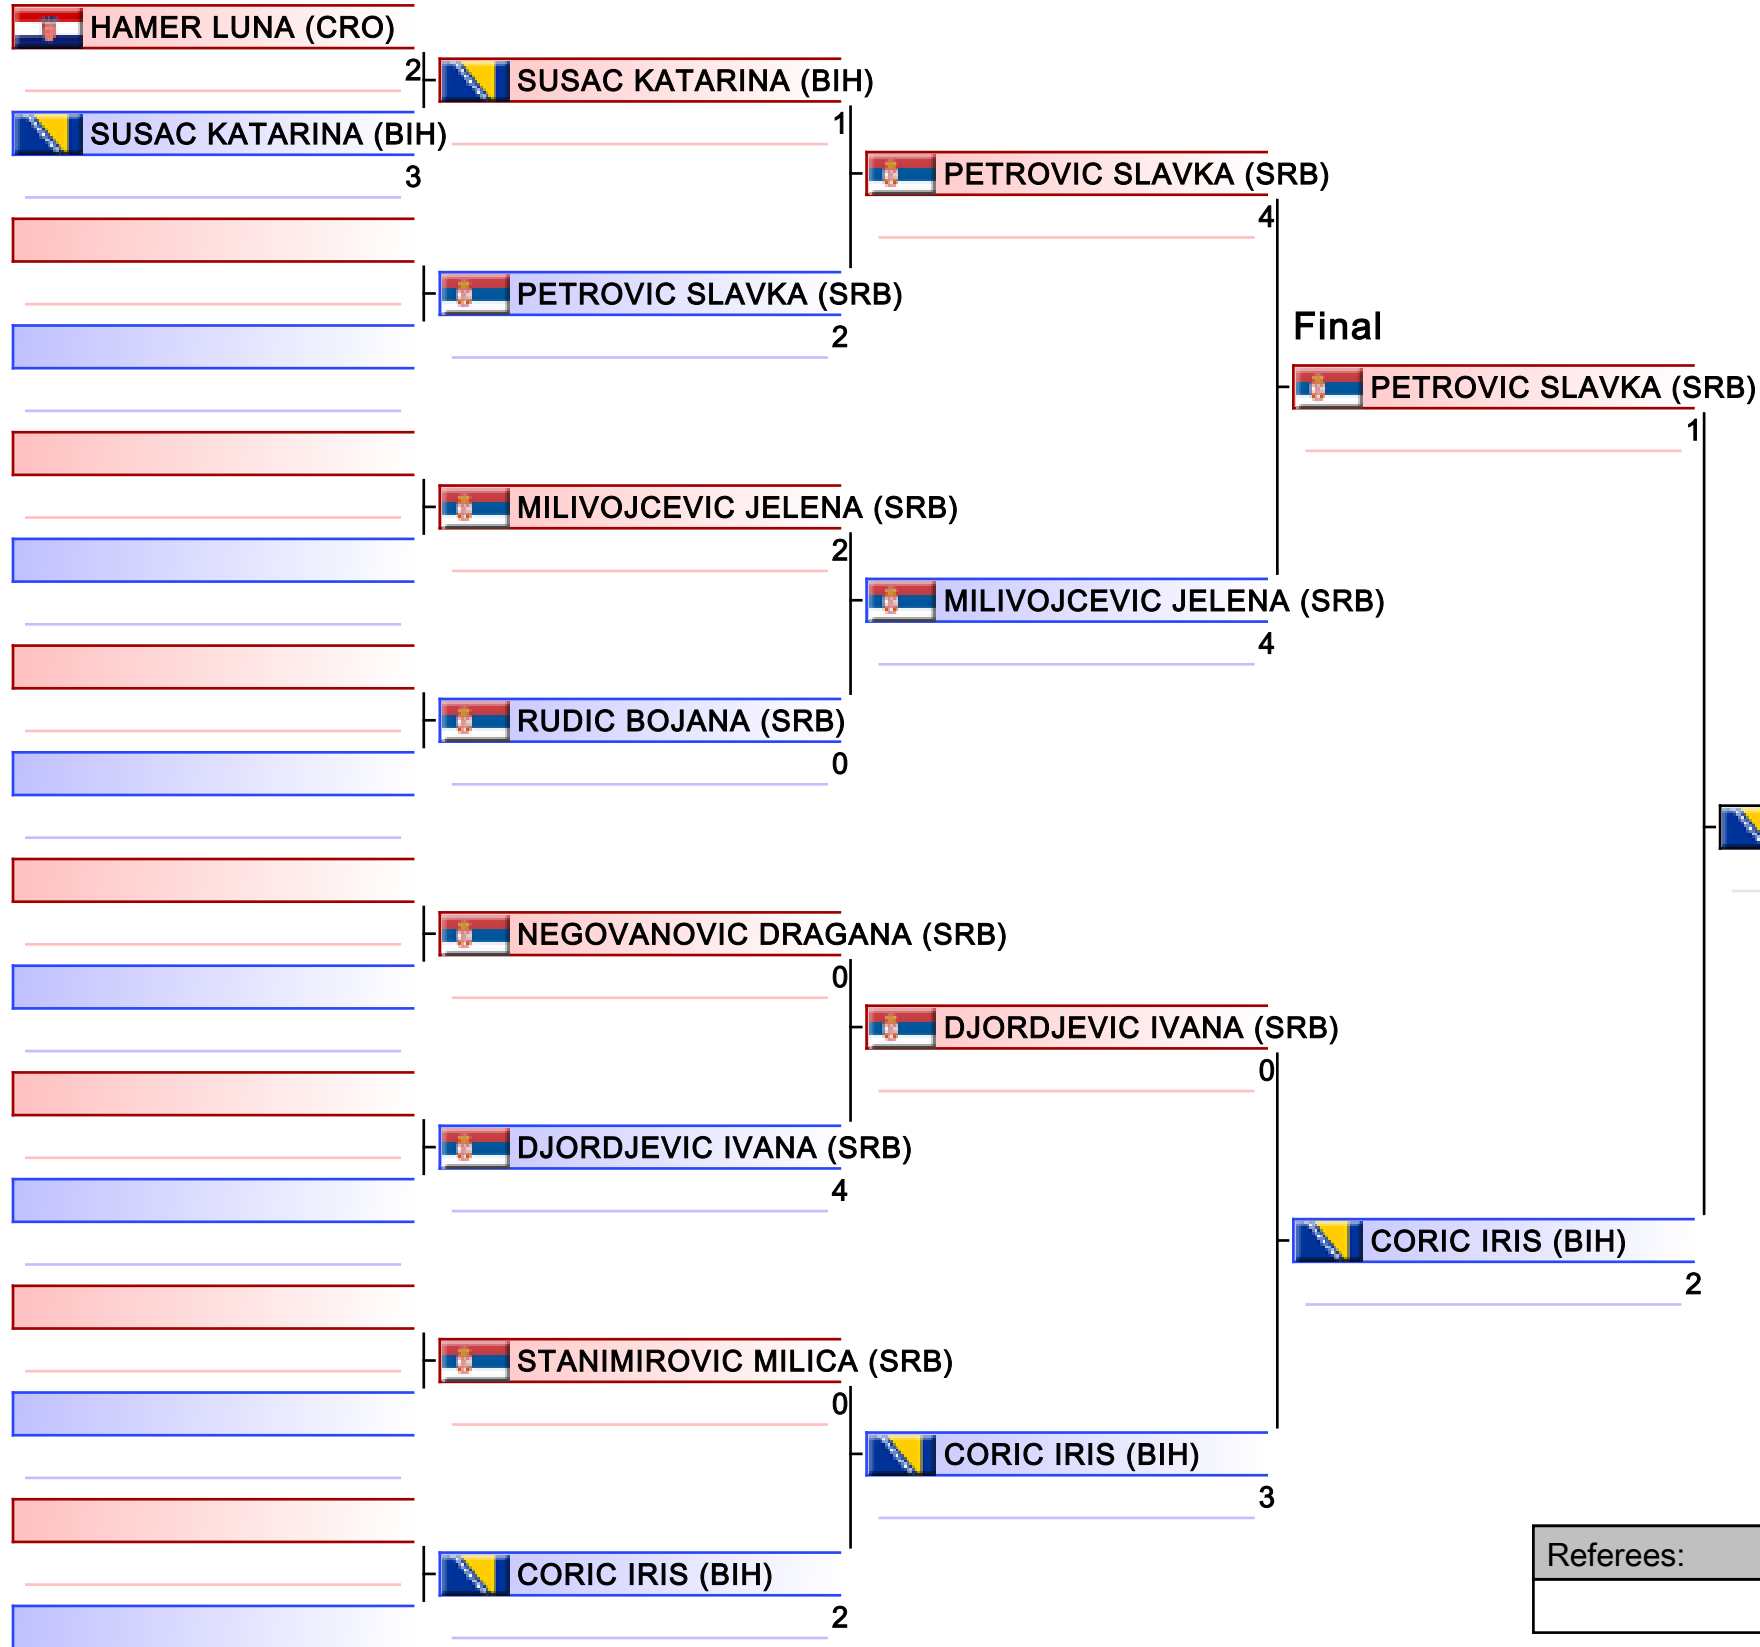 HAMER LUNA (CRO)
2
SUSAC KATARINA (BIH)
3
SUSAC KATARINA (BIH)
1
PETROVIC SLAVKA (SRB)
2
MILIVOJCEVIC JELENA (SRB)
2
RUDIC BOJANA (SRB)
0
NEGOVANOVIC DRAGANA (SRB)
0
DJORDJEVIC IVANA (SRB)
4
STANIMIROVIC MILICA (SRB)
0
CORIC IRIS (BIH)
2
PETROVIC SLAVKA (SRB)
4
MILIVOJCEVIC JELENA (SRB)
4
DJORDJEVIC IVANA (SRB)
0
CORIC IRIS (BIH)
3
Final
PETROVIC SLAVKA (SRB)
1
CORIC IRIS (BIH)
2
Referees: